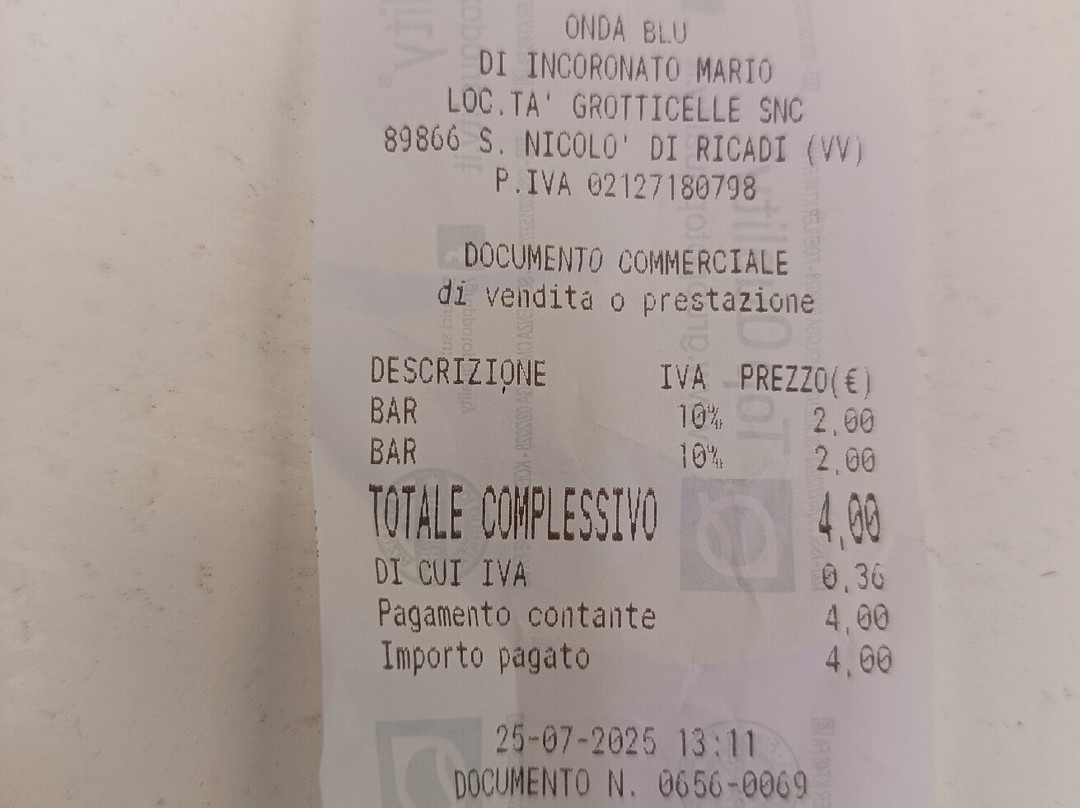 ONDA BLU
DI INCORONATO MARIO
LOC.TA' GROTTICELLE SNC
89866 S. NICOLO' DI RICADI (VV)
P.IVA 02127180798
DOCUMENTO COMMERCIALE
di vendita o prestazione
DESCRIZIONE IVA PREZZO(€)
BAR 10% 2,00
BAR 10% 2,00
TOTALE COMPLESSIVO 4,00
DI CUI IVA 0,36
Pagamento contante 4,00
Importo pagato 4,00
25-07-2025 13:11
DOCUMENTO N. 0656-0069